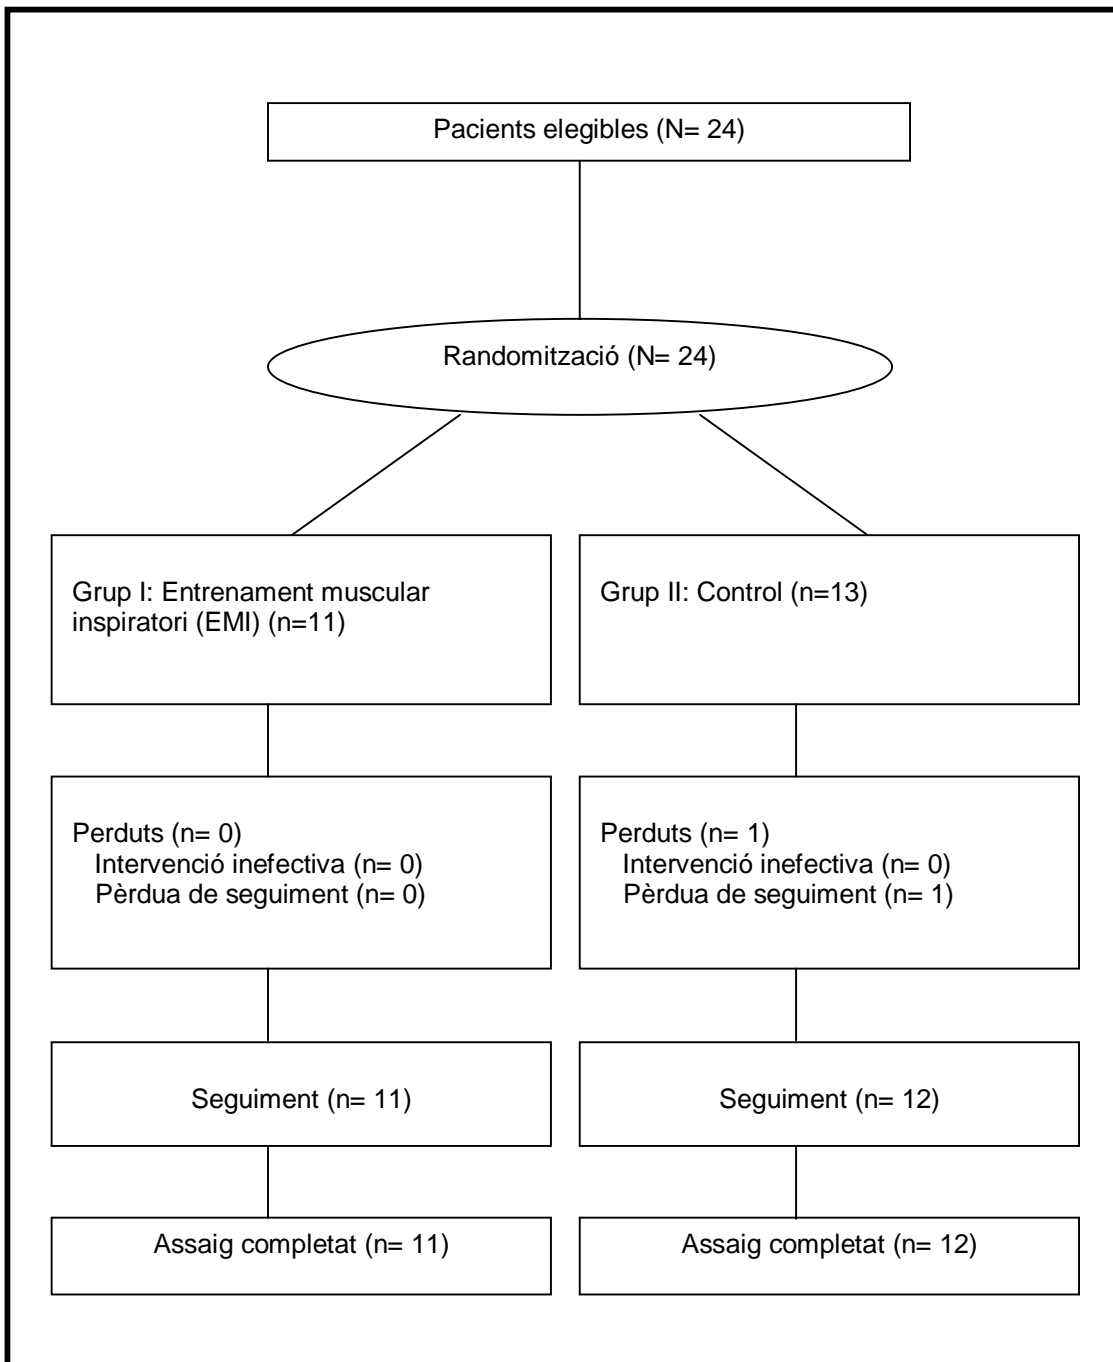 Pacients elegibles (N= 24)
Randomització (N= 24)
Grup I: Entrenament muscular
inspiratori (EMI) (n=11)
Grup II: Control (n=13)
Perduts (n= 0)
Intervenció inefectiva (n= 0)
Pèrdua de seguiment (n= 0)
Perduts (n= 1)
Intervenció inefectiva (n= 0)
Pèrdua de seguiment (n= 1)
Seguiment (n= 11)
Seguiment (n= 12)
Assaig completat (n= 11)
Assaig completat (n= 12)